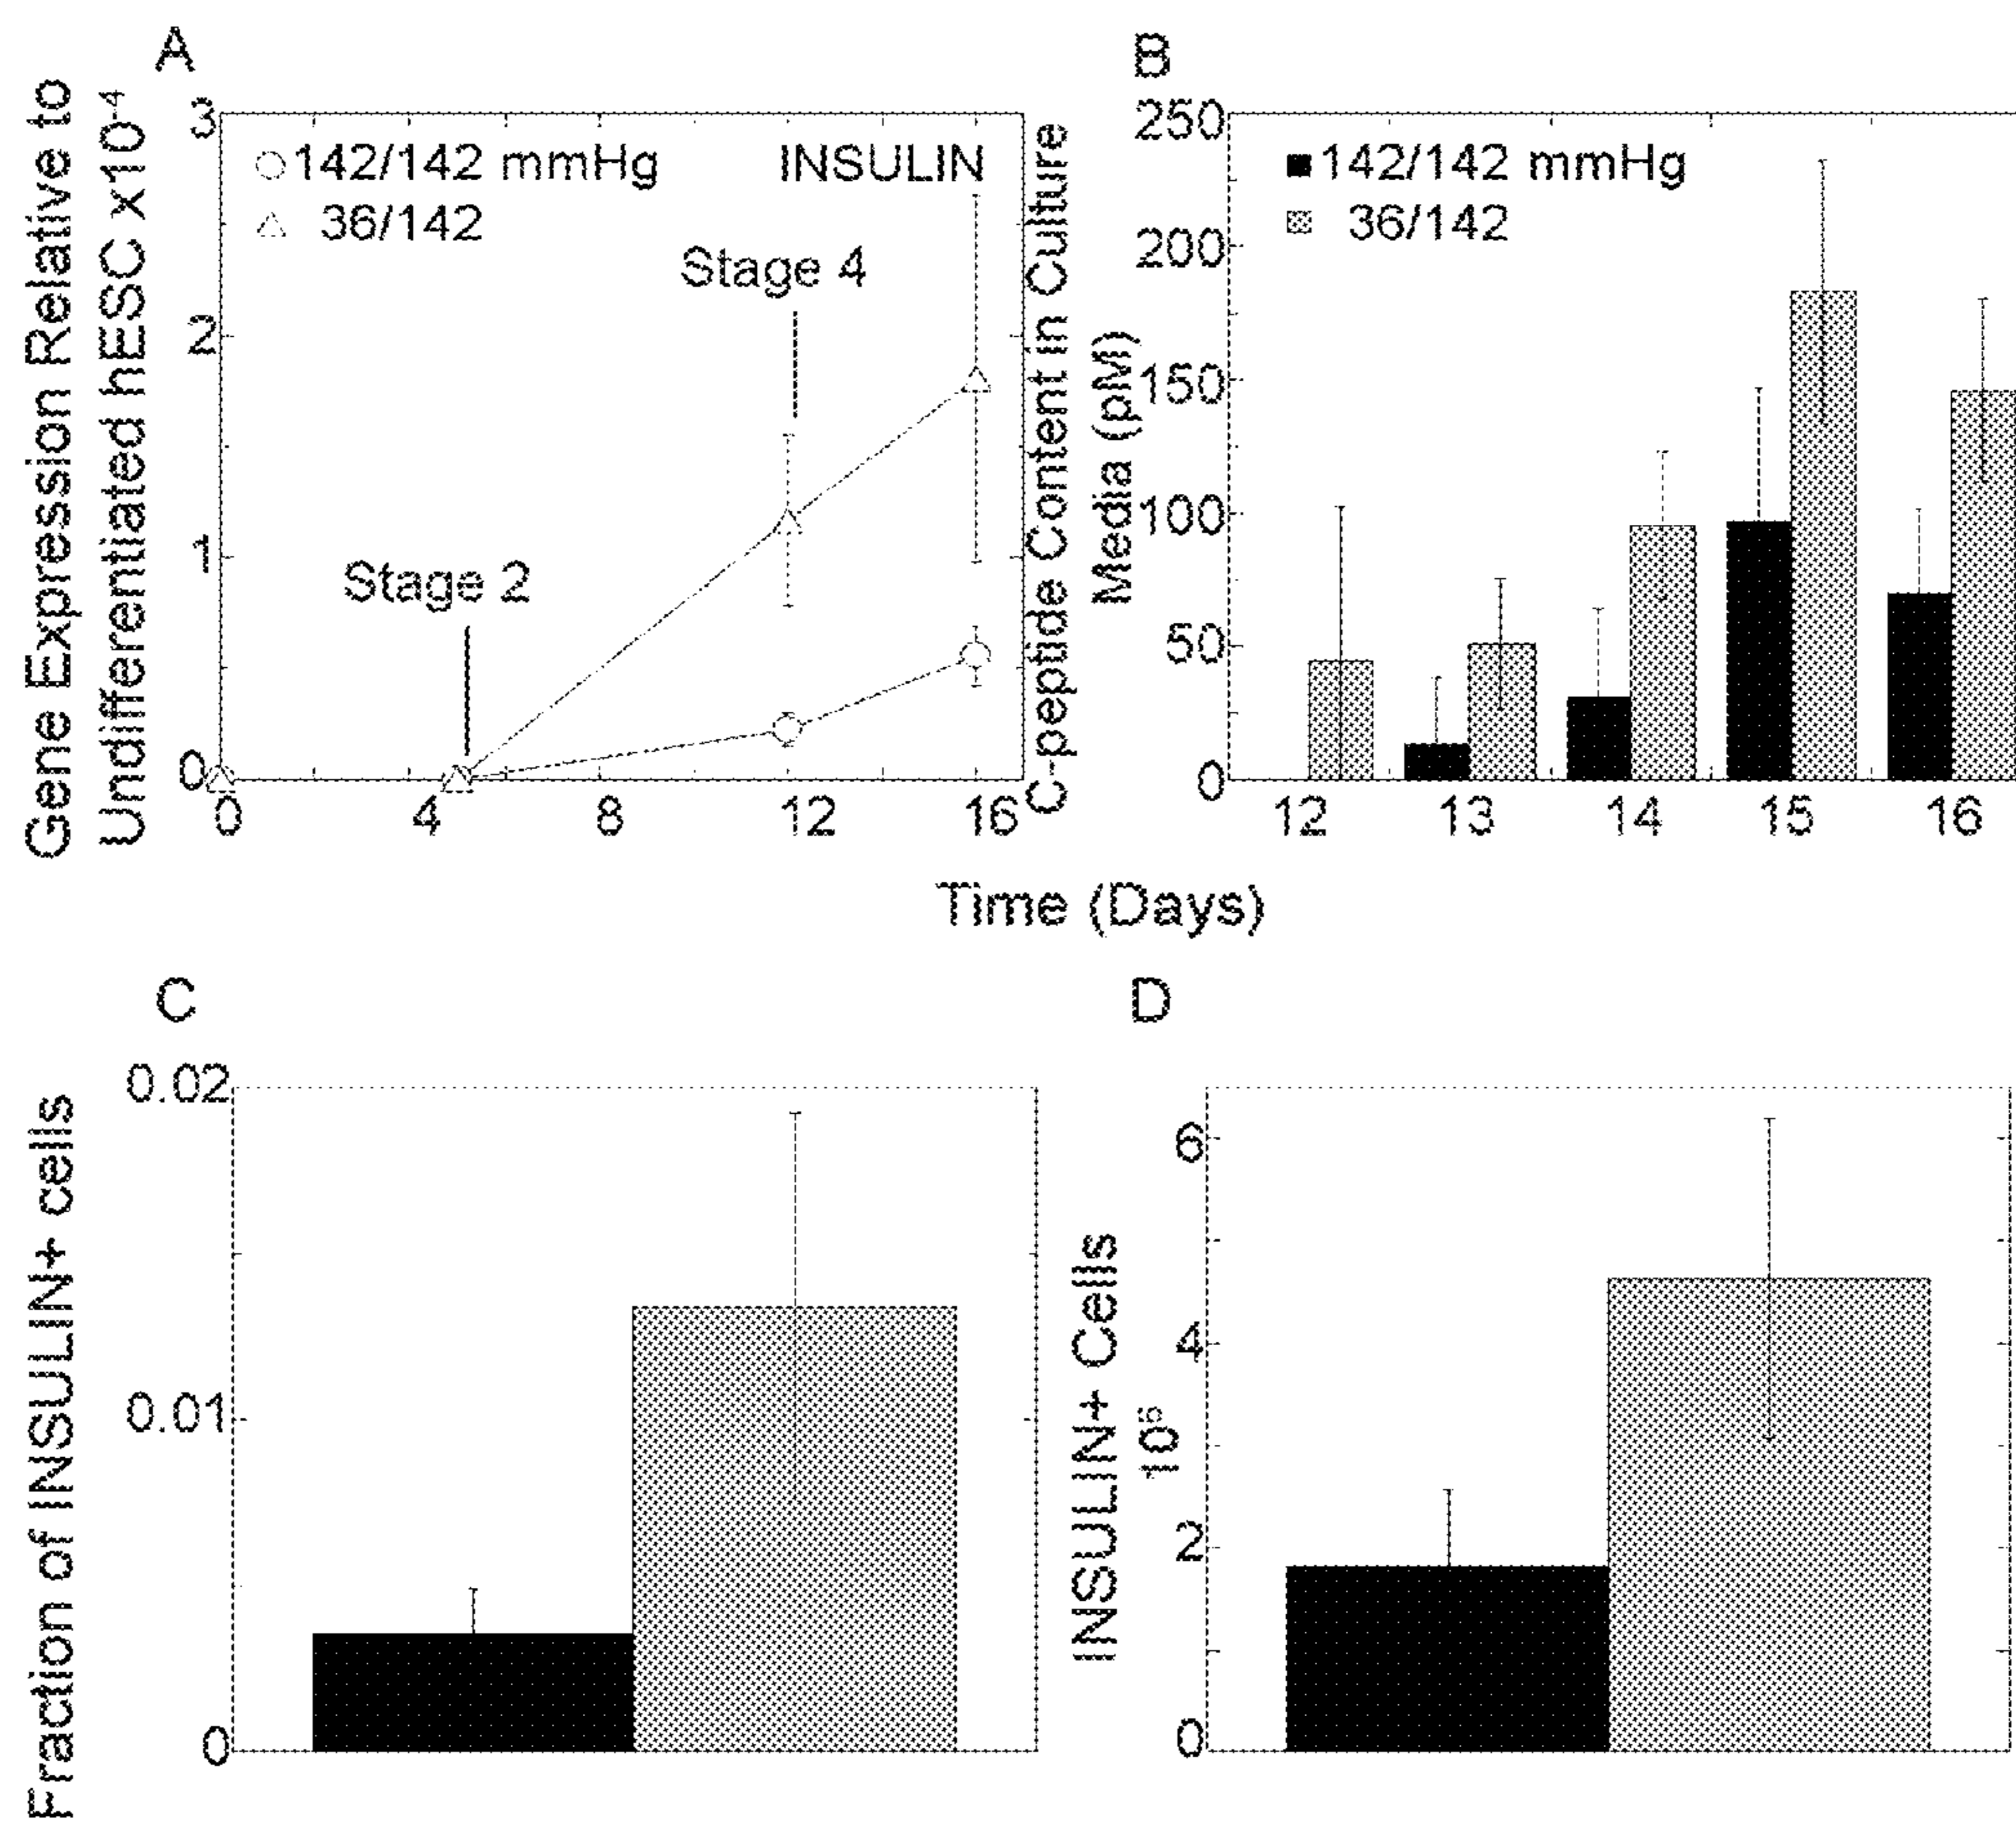 A
Gene Expression Relative to
Undifferentiated hESC x10-4
3
2
1
0
142/142 mmHg
36/142
INSULIN
Stage 4
Stage 2
0 4 8 12 16
B
C-peptide Content in Culture
Media (pM)
250
200
150
100
50
0
142/142 mmHg
36/142
12 13 14 15 16
Time (Days)
C
Fraction of INSULIN+ cells
0.02
0.01
0
D
INSULIN+ Cells
6
4
2
0